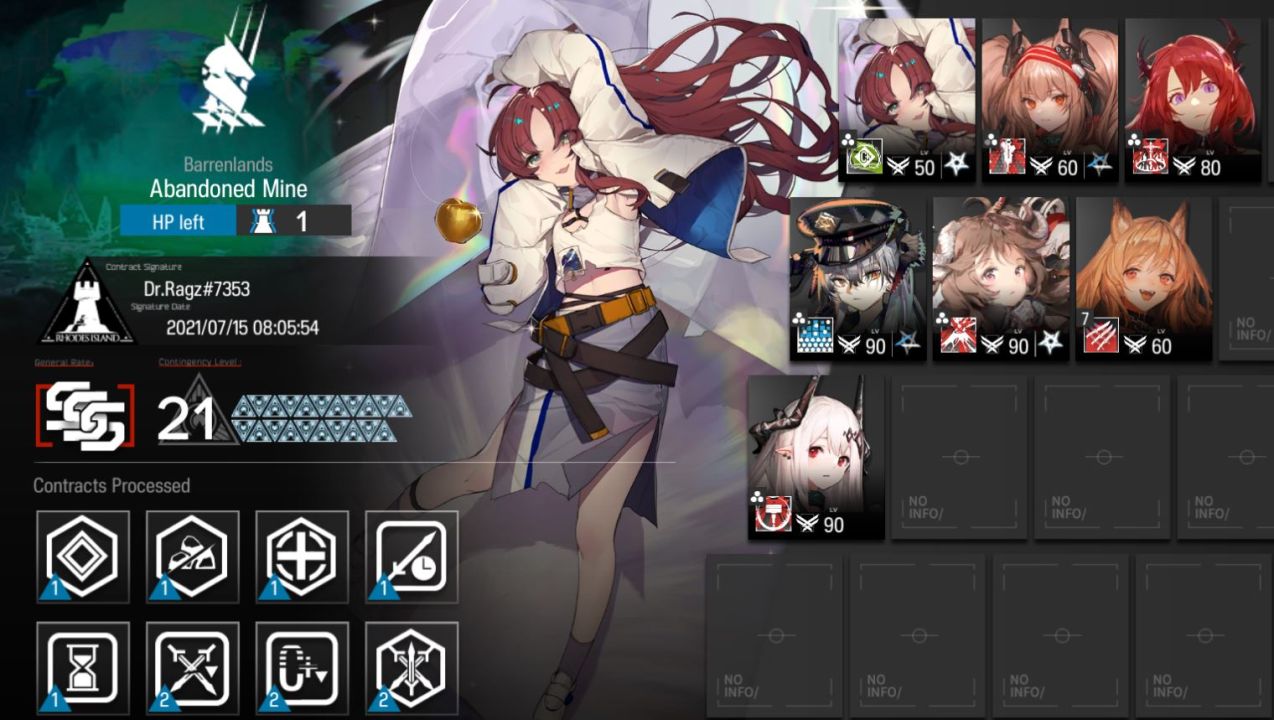 Barrenlands
Abandoned Mine
HP left 1
Contract Signature
Dr.Ragz#7353
Signature Date
2021/07/15 08:05:54
RHODES ISLAND
General Rate:
Contingency Level:
SSS
21
Contracts Processed
1 1 1 1
1 2 2 2
LV LV LV
50 60 80
LV LV LV
90 90 7 60
NO
INFO/
LV
90
NO NO NO
INFO/ INFO/ INFO/
NO NO NO NO
INFO/ INFO/ INFO/ INFO/